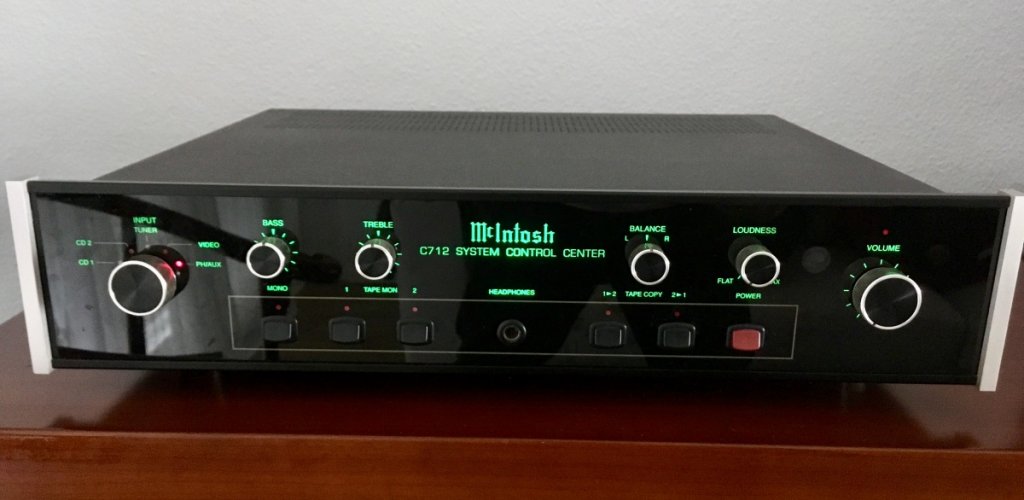 INPUT
TUNER
CD 2
VIDEO
CD 1
PH/AUX
BASS
TREBLE
McIntosh
C712 SYSTEM CONTROL CENTER
BALANCE
L R
LOUDNESS
FLAT
VOLUME
MONO
1 TAPE MON 2
HEADPHONES
1►2 TAPE COPY 2►1
POWER